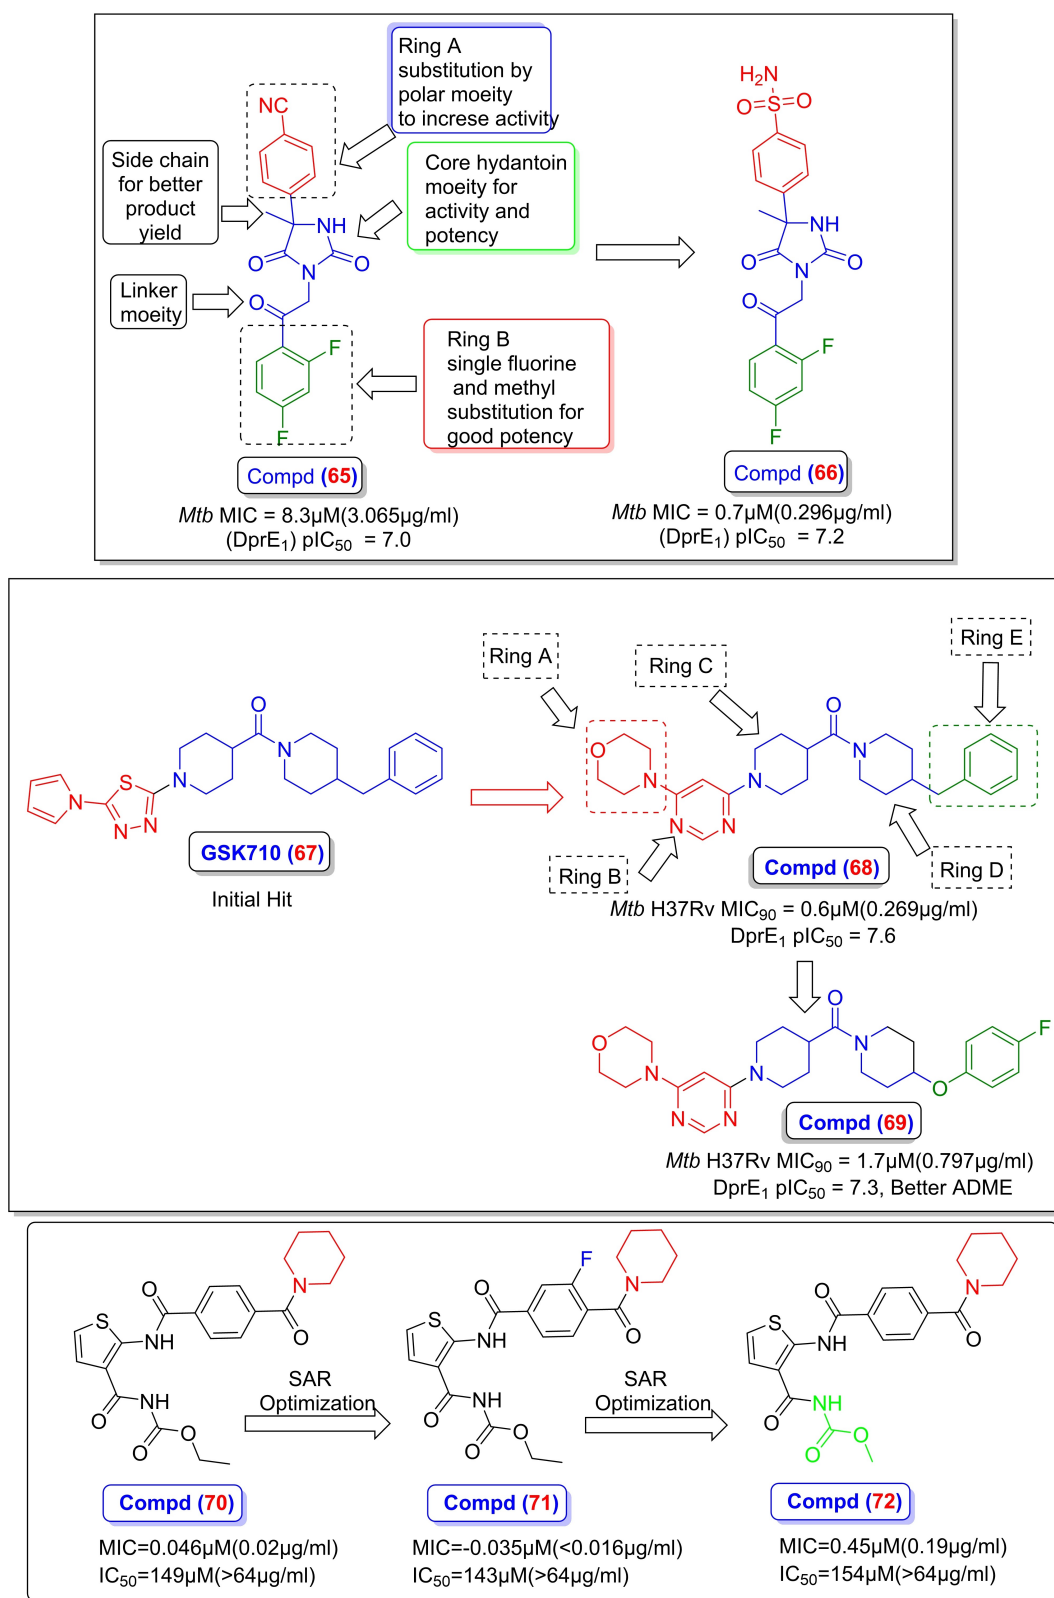 Ring A
substitution by
polar moeity
to increse activity
NC
Side chain
for better
product
yield
Core hydantoin
moeity for
activity and
potency
NH
O
O
N
Linker
moeity
O
F
F
Ring B
single fluorine
and methyl
substitution for
good potency
Compd (65)
Mtb MIC = 8.3µM(3.065µg/ml)
(DprE1) pIC50 = 7.0
H2N
O=S=O
NH
O
O
N
O
F
F
Compd (66)
Mtb MIC = 0.7µM(0.296µg/ml)
(DprE1) pIC50 = 7.2
O
N
N
S
N
N
N
GSK710 (67)
Initial Hit
Ring A
Ring C
Ring E
O
O
N
N
N
N
N
Ring B
Ring D
Compd (68)
Mtb H37Rv MIC90 = 0.6µM(0.269µg/ml)
DprE1 pIC50 = 7.6
O
O
N
N
N
N
N
O
F
Compd (69)
Mtb H37Rv MIC90 = 1.7µM(0.797µg/ml)
DprE1 pIC50 = 7.3, Better ADME
N
O
O
S
NH
O
NH
O
O
Compd (70)
MIC=0.046µM(0.02µg/ml)
IC50=149µM(>64µg/ml)
SAR
Optimization
F
N
O
O
S
NH
O
NH
O
O
Compd (71)
MIC=-0.035µM(<0.016µg/ml)
IC50=143µM(>64µg/ml)
SAR
Optimization
N
O
O
S
NH
O
NH
O
O
Compd (72)
MIC=0.45µM(0.19µg/ml)
IC50=154µM(>64µg/ml)